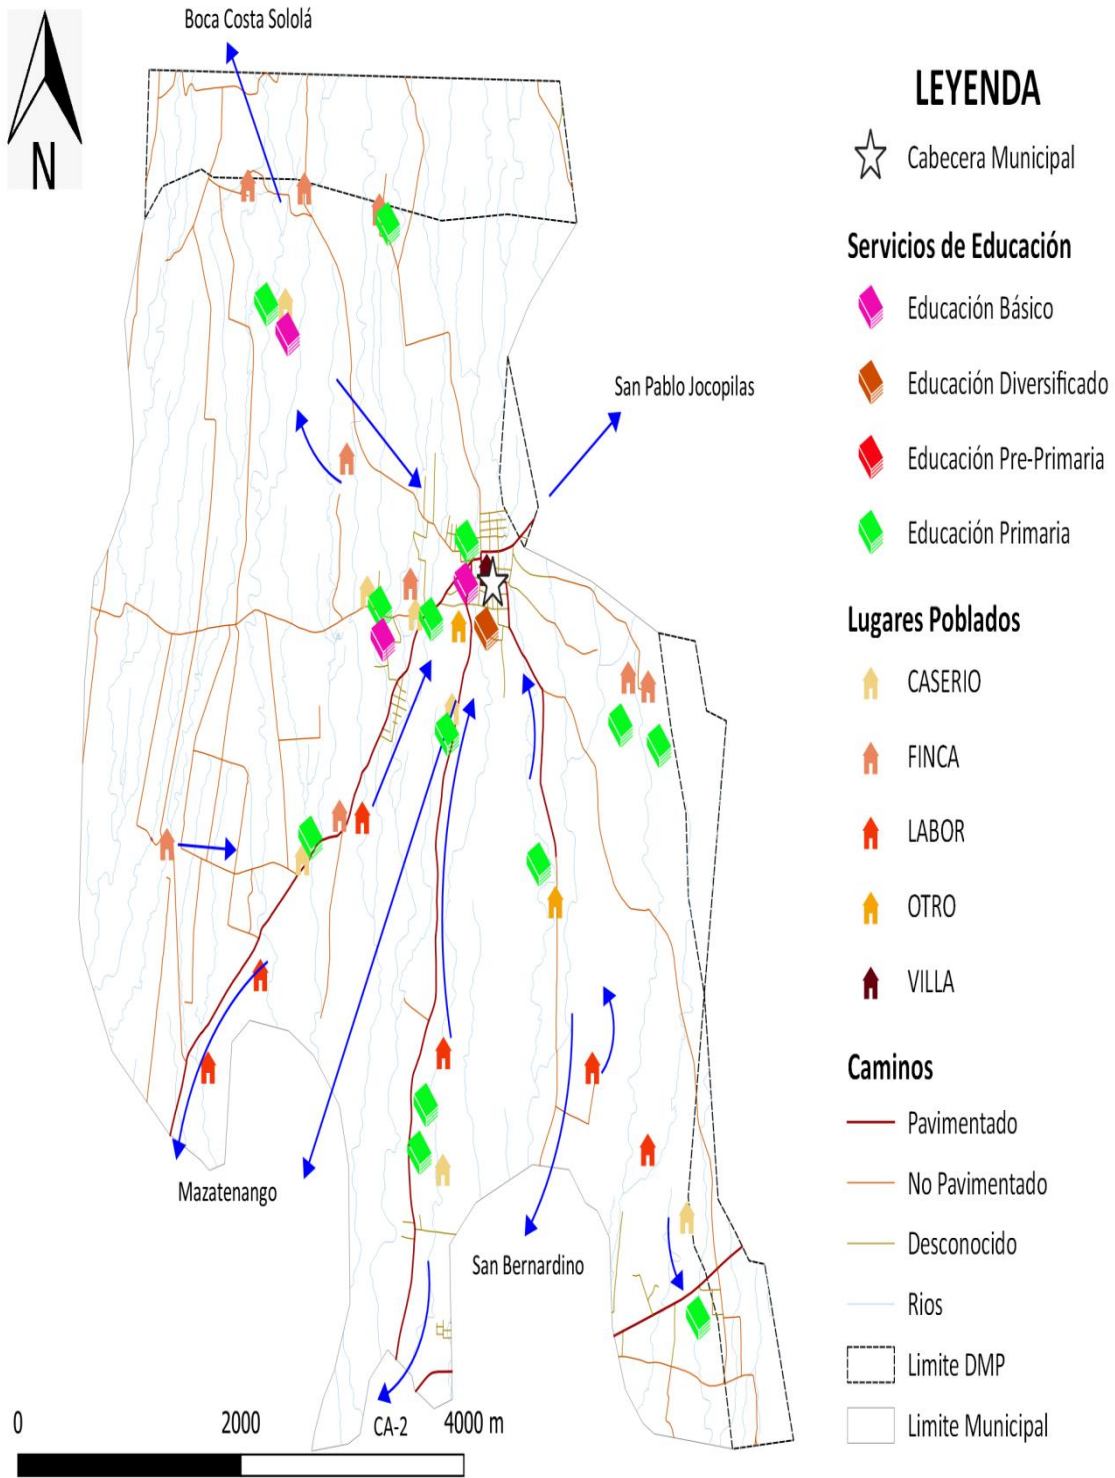 Boca Costa Sololá
N
San Pablo Jocopilas
Mazatenango
San Bernardino
CA-2
0 2000 4000 m
LEYENDA
Cabecera Municipal
Servicios de Educación
Educación Básico
Educación Diversificado
Educación Pre-Primaria
Educación Primaria
Lugares Poblados
CASERIO
FINCA
LABOR
OTRO
VILLA
Caminos
Pavimentado
No Pavimentado
Desconocido
Rios
Limite DMP
Limite Municipal